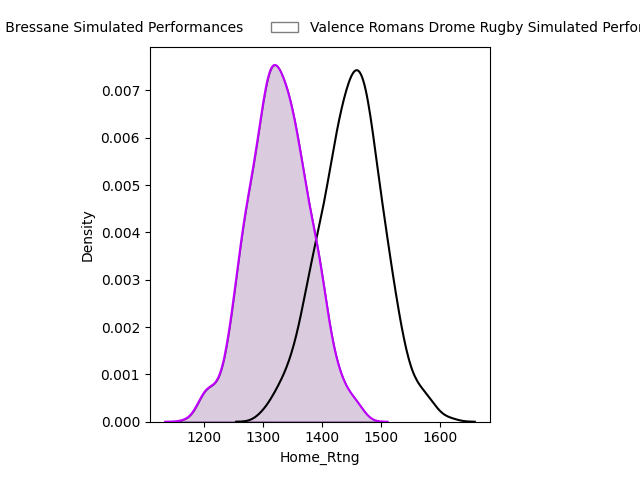 Bressane Simulated Performances
Valence Romans Drome Rugby Simulated Perfo
0.007
0.006
0.005
0.004
0.003
0.002
0.001
0.000
Density
1200 1300 1400 1500 1600
Home_Rtng